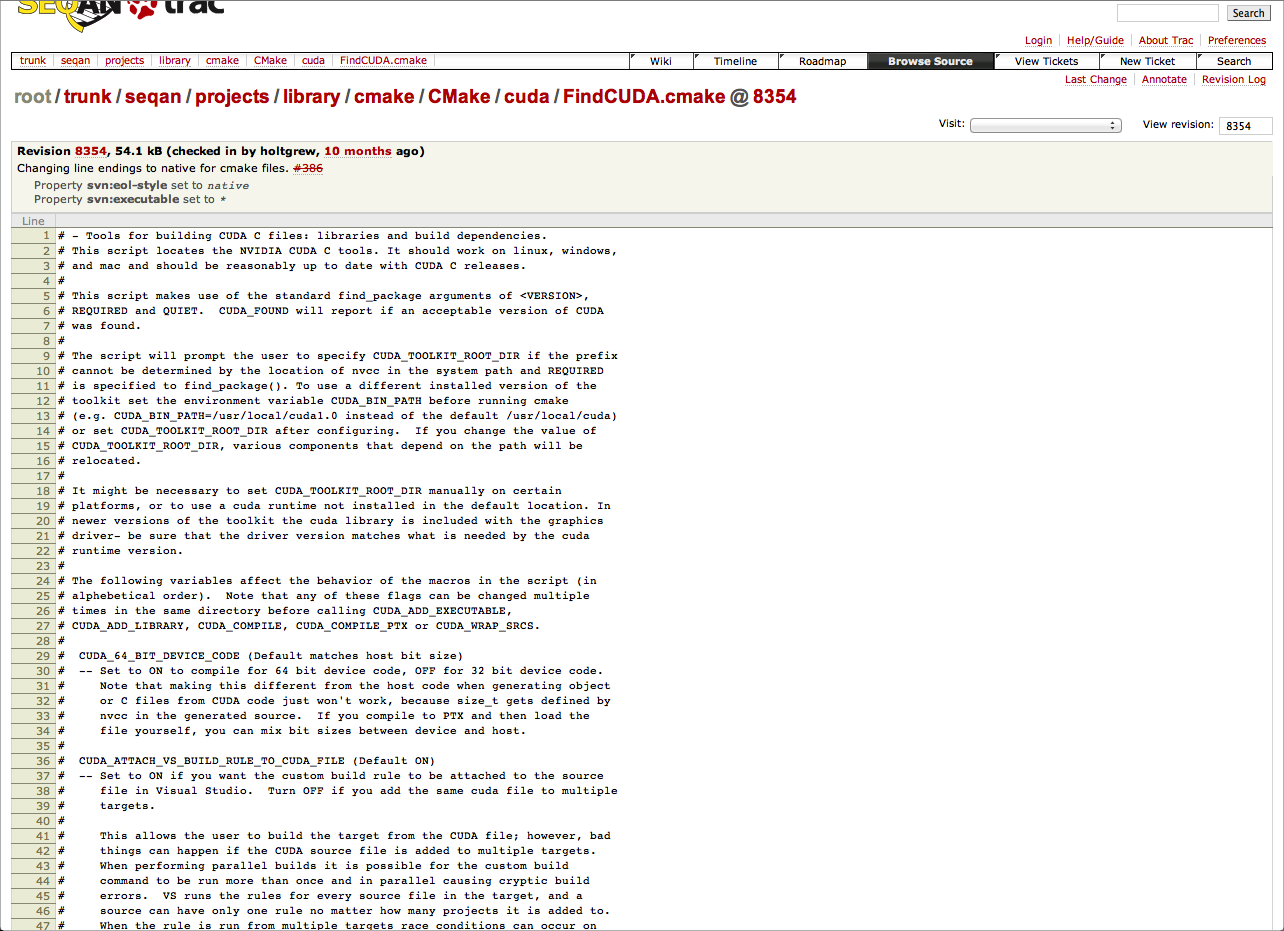 SEQAN trac
Search
Login Help/Guide About Trac Preferences
trunk seqan projects library cmake CMake cuda FindCUDA.cmake Wiki Timeline Roadmap Browse Source View Tickets New Ticket Search
Last Change Annotate Revision Log
root / trunk / seqan / projects / library / cmake / CMake / cuda / FindCUDA.cmake @ 8354
Visit: View revision: 8354
Revision 8354, 54.1 kB (checked in by holtgrew, 10 months ago)
Changing line endings to native for cmake files. #386
Property svn:eol-style set to native
Property svn:executable set to *
Line
1 # - Tools for building CUDA C files: libraries and build dependencies.
2 # This script locates the NVIDIA CUDA C tools. It should work on linux, windows,
3 # and mac and should be reasonably up to date with CUDA C releases.
4 #
5 # This script makes use of the standard find_package arguments of <VERSION>,
6 # REQUIRED and QUIET.  CUDA_FOUND will report if an acceptable version of CUDA
7 # was found.
8 #
9 # The script will prompt the user to specify CUDA_TOOLKIT_ROOT_DIR if the prefix
10 # cannot be determined by the location of nvcc in the system path and REQUIRED
11 # is specified to find_package(). To use a different installed version of the
12 # toolkit set the environment variable CUDA_BIN_PATH before running cmake
13 # (e.g. CUDA_BIN_PATH=/usr/local/cuda1.0 instead of the default /usr/local/cuda)
14 # or set CUDA_TOOLKIT_ROOT_DIR after configuring.  If you change the value of
15 # CUDA_TOOLKIT_ROOT_DIR, various components that depend on the path will be
16 # relocated.
17 #
18 # It might be necessary to set CUDA_TOOLKIT_ROOT_DIR manually on certain
19 # platforms, or to use a cuda runtime not installed in the default location. In
20 # newer versions of the toolkit the cuda library is included with the graphics
21 # driver- be sure that the driver version matches what is needed by the cuda
22 # runtime version.
23 #
24 # The following variables affect the behavior of the macros in the script (in
25 # alphebetical order).  Note that any of these flags can be changed multiple
26 # times in the same directory before calling CUDA_ADD_EXECUTABLE,
27 # CUDA_ADD_LIBRARY, CUDA_COMPILE, CUDA_COMPILE_PTX or CUDA_WRAP_SRCS.
28 #
29 #  CUDA_64_BIT_DEVICE_CODE (Default matches host bit size)
30 #  -- Set to ON to compile for 64 bit device code, OFF for 32 bit device code.
31 #     Note that making this different from the host code when generating object
32 #     or C files from CUDA code just won't work, because size_t gets defined by
33 #     nvcc in the generated source.  If you compile to PTX and then load the
34 #     file yourself, you can mix bit sizes between device and host.
35 #
36 #  CUDA_ATTACH_VS_BUILD_RULE_TO_CUDA_FILE (Default ON)
37 #  -- Set to ON if you want the custom build rule to be attached to the source
38 #     file in Visual Studio.  Turn OFF if you add the same cuda file to multiple
39 #     targets.
40 #
41 #     This allows the user to build the target from the CUDA file; however, bad
42 #     things can happen if the CUDA source file is added to multiple targets.
43 #     When performing parallel builds it is possible for the custom build
44 #     command to be run more than once and in parallel causing cryptic build
45 #     errors.  VS runs the rules for every source file in the target, and a
46 #     source can have only one rule no matter how many projects it is added to.
47 #     When the rule is run from multiple targets race conditions can occur on